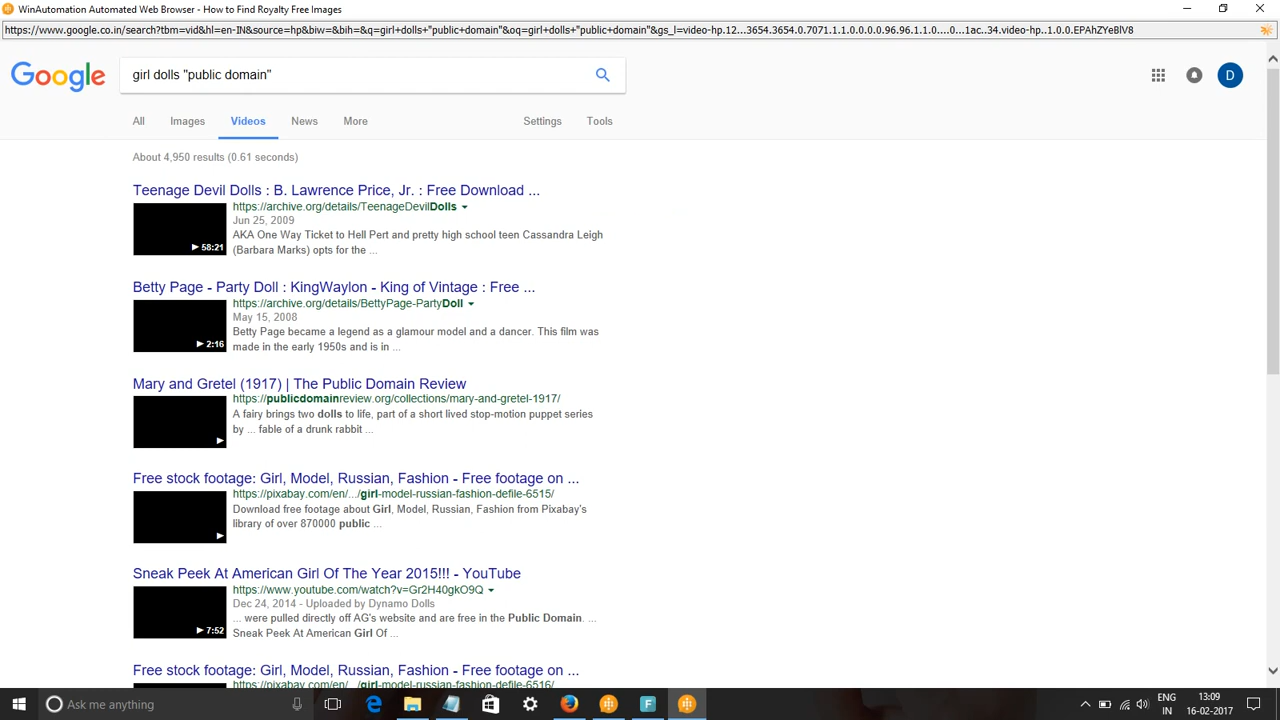 WinAutomation Automated Web Browser - How to Find Royalty Free Images
https://www.google.co.in/search?tbm=vid&hl=en-IN&source=hp&biw=&bih=&q=girl+dolls+"public+domain"&oq=girl+dolls+"public+domain"&gs_l=video-hp.12...3654.3654.0.7071.1.1.0.0.0.0.96.96.1.1.0....0...1ac..34.video-hp..1.0.0.EPAhZYeBlV8
Google
girl dolls "public domain"
D
All Images Videos News More Settings Tools
About 4,950 results (0.61 seconds)
Teenage Devil Dolls : B. Lawrence Price, Jr. : Free Download ...
https://archive.org/details/TeenageDevilDolls
Jun 25, 2009
AKA One Way Ticket to Hell Pert and pretty high school teen Cassandra Leigh
58:21
(Barbara Marks) opts for the ...
Betty Page - Party Doll : KingWaylon - King of Vintage : Free ...
https://archive.org/details/BettyPage-PartyDoll
May 15, 2008
Betty Page became a legend as a glamour model and a dancer. This film was
2:16
made in the early 1950s and is in ...
Mary and Gretel (1917) | The Public Domain Review
https://publicdomainreview.org/collections/mary-and-gretel-1917/
A fairy brings two dolls to life, part of a short lived stop-motion puppet series
by ... fable of a drunk rabbit ...
Free stock footage: Girl, Model, Russian, Fashion - Free footage on ...
https://pixabay.com/en/.../girl-model-russian-fashion-defile-6515/
Download free footage about Girl, Model, Russian, Fashion from Pixabay's
library of over 870000 public ...
Sneak Peek At American Girl Of The Year 2015!!! - YouTube
https://www.youtube.com/watch?v=Gr2H40gkO9Q
Dec 24, 2014 - Uploaded by Dynamo Dolls
... were pulled directly off AG's website and are free in the Public Domain. ...
7:52
Sneak Peek At American Girl Of ...
Free stock footage: Girl, Model, Russian, Fashion - Free footage on ...
https://pixabay.com/en/.../girl-model-russian-fashion-defile-6516/
Ask me anything
F
ENG
IN
13:09
16-02-2017